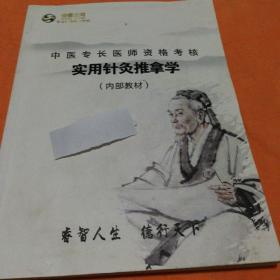 中医专长医师资格考核
实用针灸推拿学
（内部教材）
睿智人生 德行天下